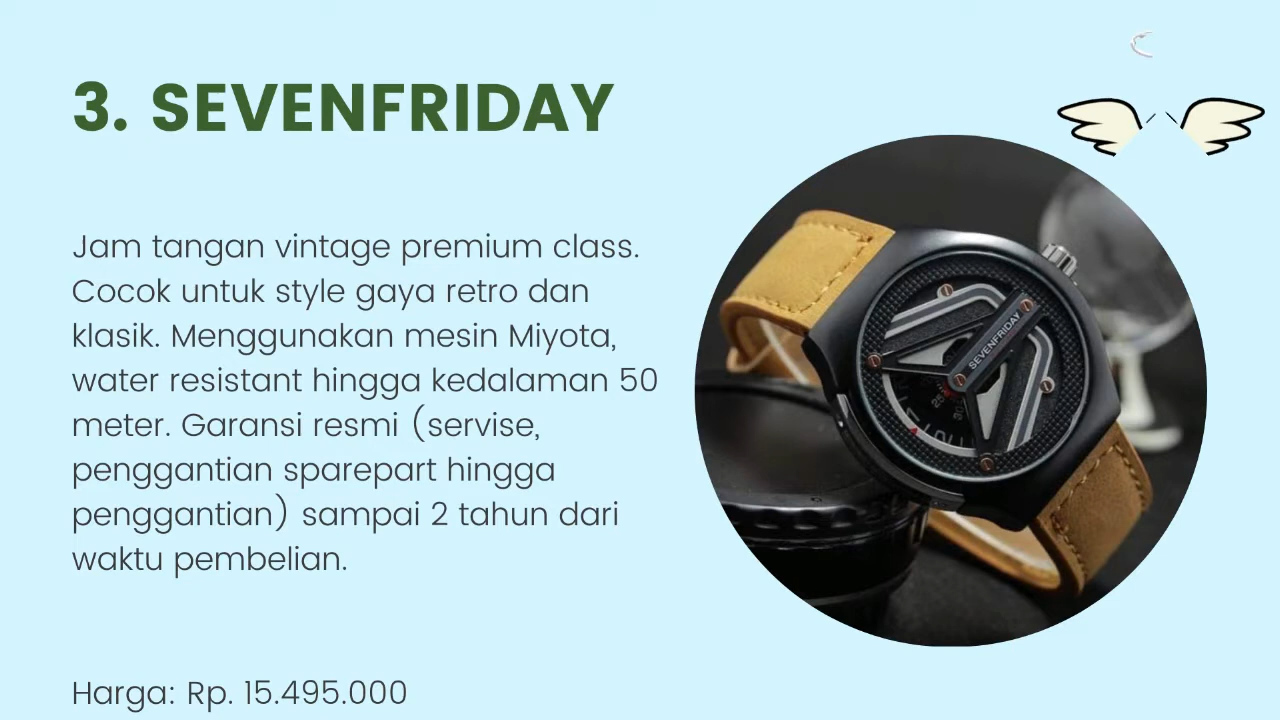 3. SEVENFRIDAY
Jam tangan vintage premium class.
Cocok untuk style gaya retro dan
klasik. Menggunakan mesin Miyota,
water resistant hingga kedalaman 50
meter. Garansi resmi (servise,
penggantian sparepart hingga
penggantian) sampai 2 tahun dari
waktu pembelian.
Harga: Rp. 15.495.000
SEVENFRIDAY